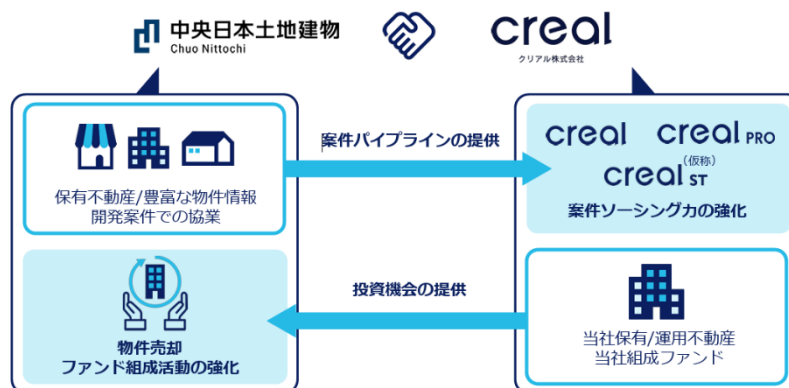 中央日本土地建物
Chuo Nittochi
creal
クリアル株式会社
案件パイプラインの提供
保有不動産/豊富な物件情報
開発案件での協業
creal creal PRO
creal ST (仮称)
案件ソーシング力の強化
投資機会の提供
物件売却
ファンド組成活動の強化
当社保有/運用不動産
当社組成ファンド